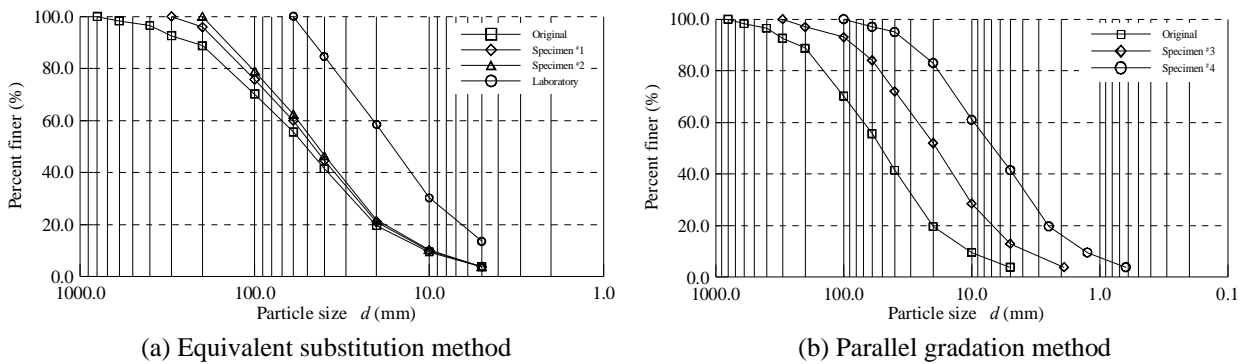 100.0
80.0
60.0
40.0
20.0
0.0
Percent finer (%)
1000.0 100.0 10.0 1.0
Particle size d (mm)
Original
Specimen #1
Specimen #2
Laboratory
(a) Equivalent substitution method
100.0
80.0
60.0
40.0
20.0
0.0
Percent finer (%)
1000.0 100.0 10.0 1.0 0.1
Particle size d (mm)
Original
Specimen #3
Specimen #4
(b) Parallel gradation method